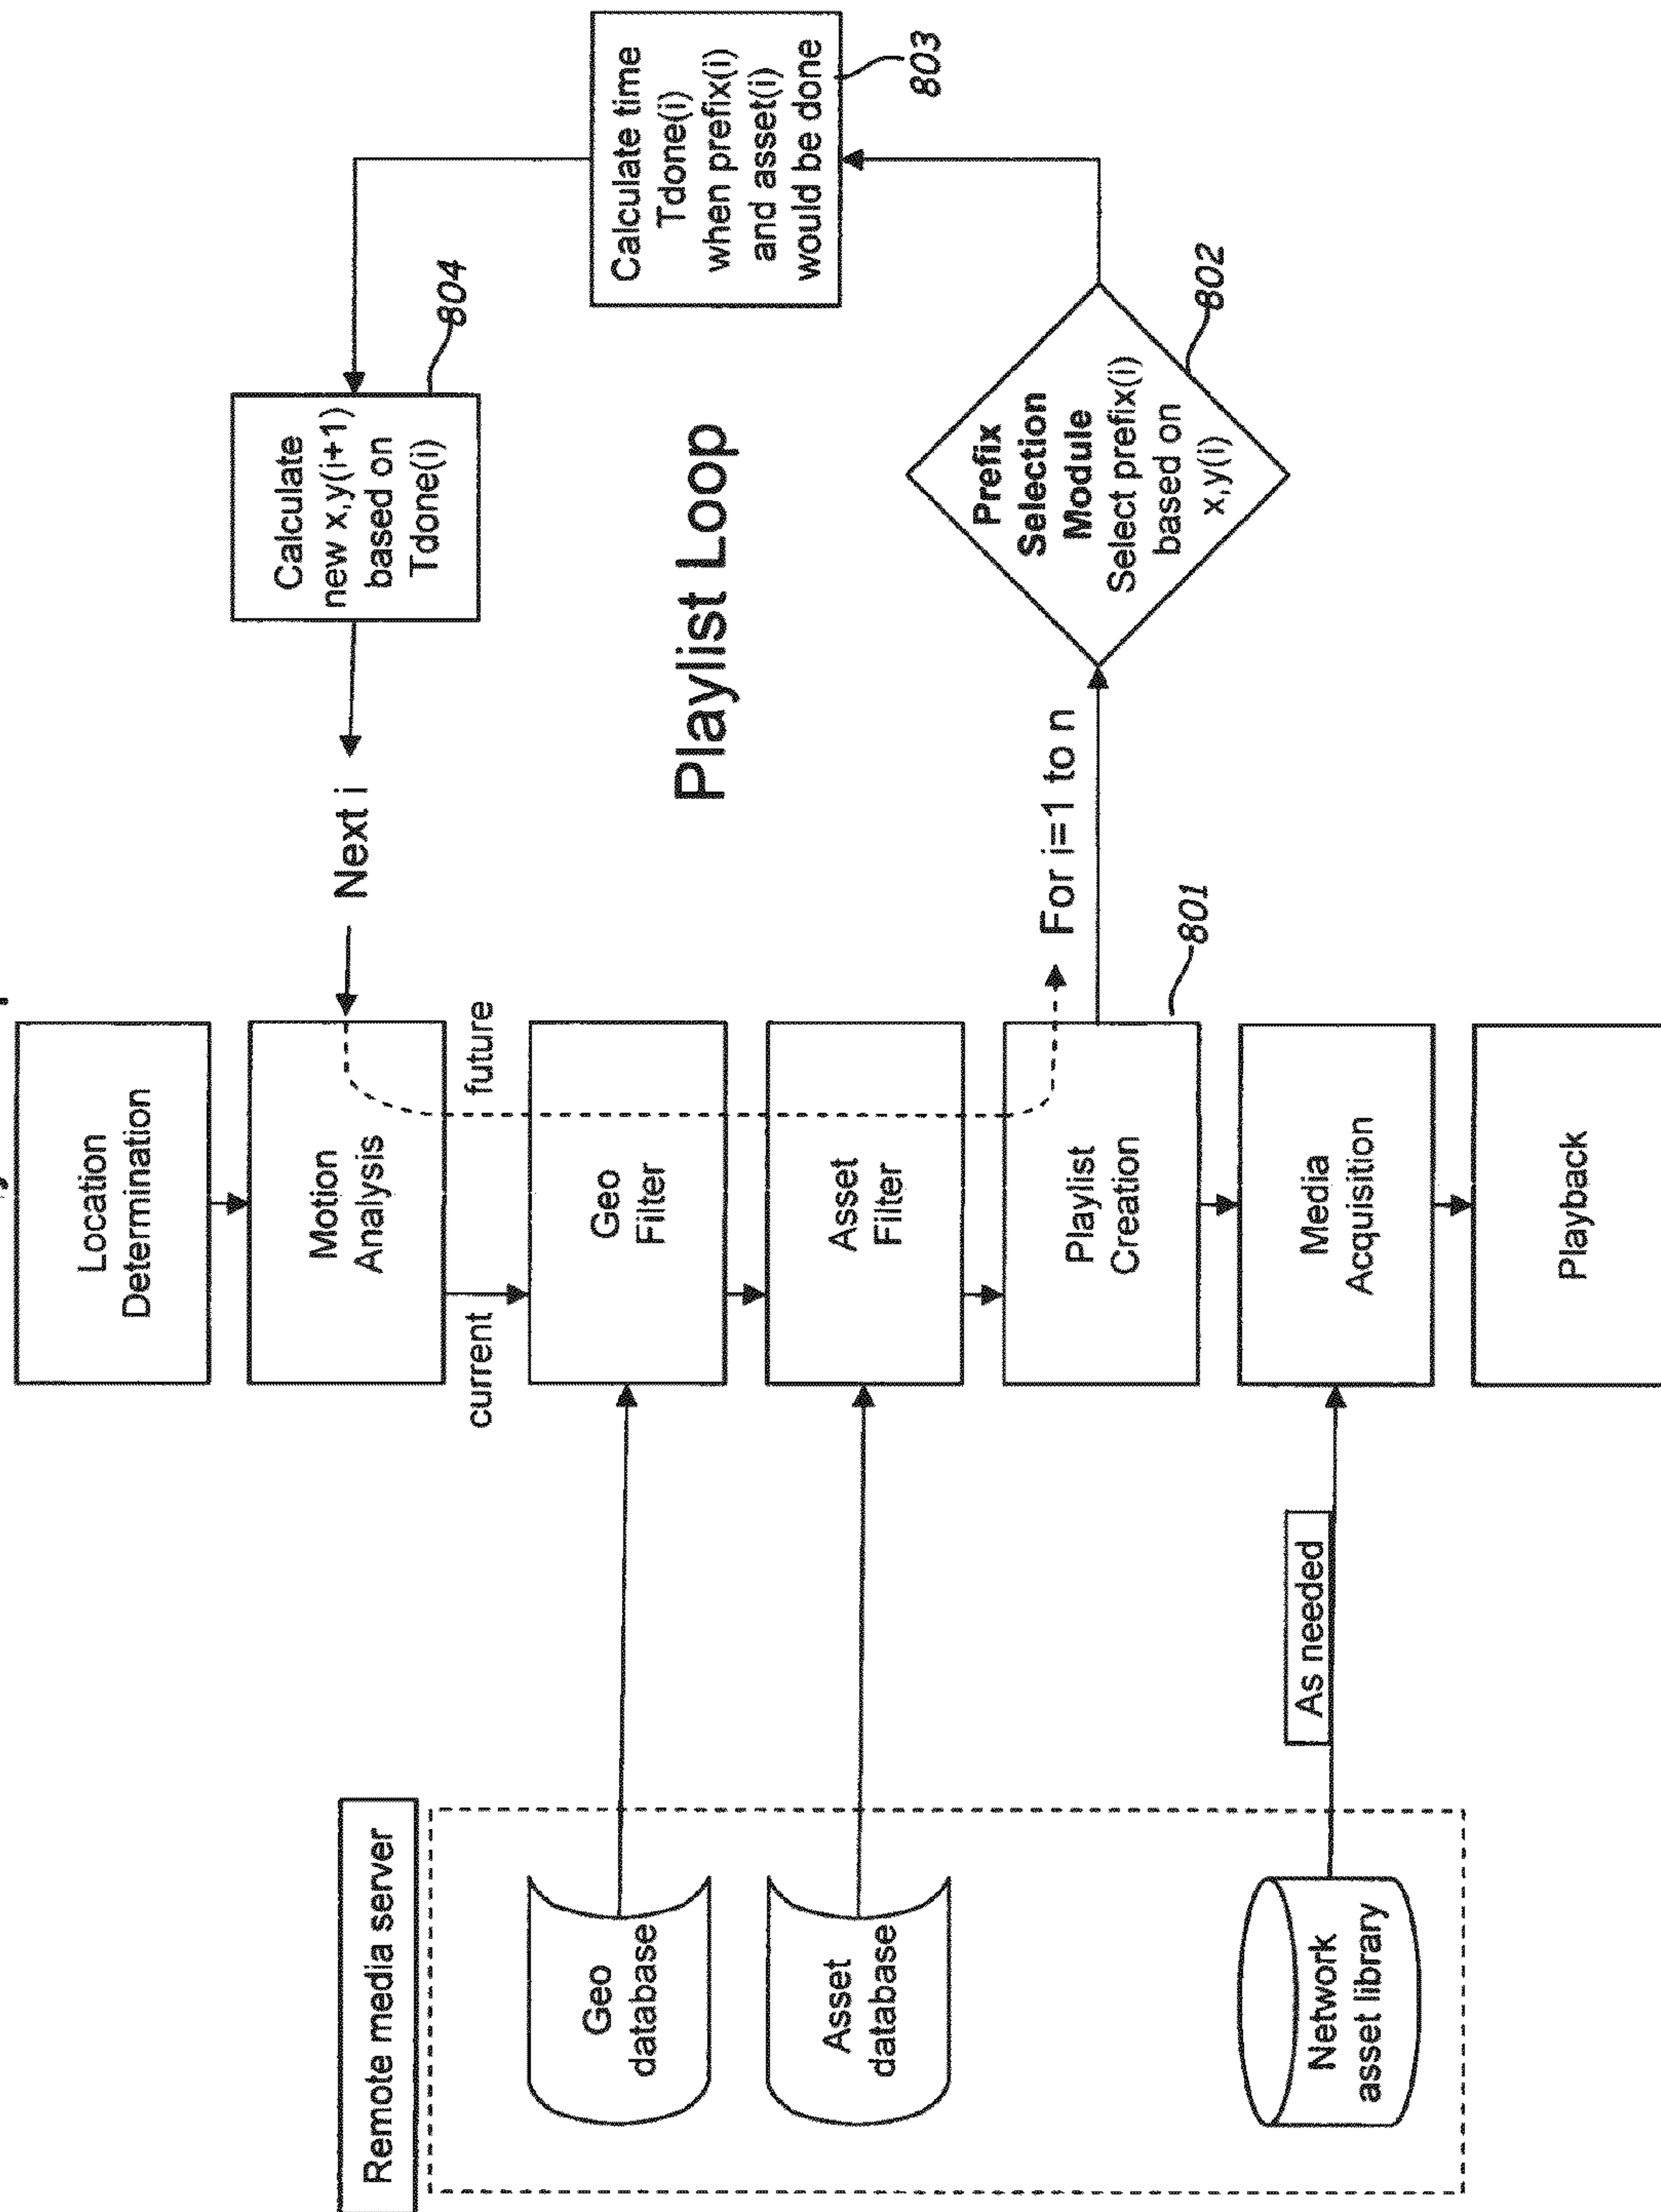 Remote media server
Geo
database
Asset
database
Network
asset library
As needed
Location
Determination
Motion
Analysis
current
future
Geo
Filter
Asset
Filter
Playlist
Creation
801
Media
Acquisition
Playback
Next i
For i=1 to n
Playlist Loop
Calculate
new x,y(i+1)
based on
Tdone(i)
804
Prefix
Selection
Module
Select prefix(i)
based on
x,y(i)
802
Calculate time
Tdone(i)
when prefix(i)
and asset(i)
would be done
803